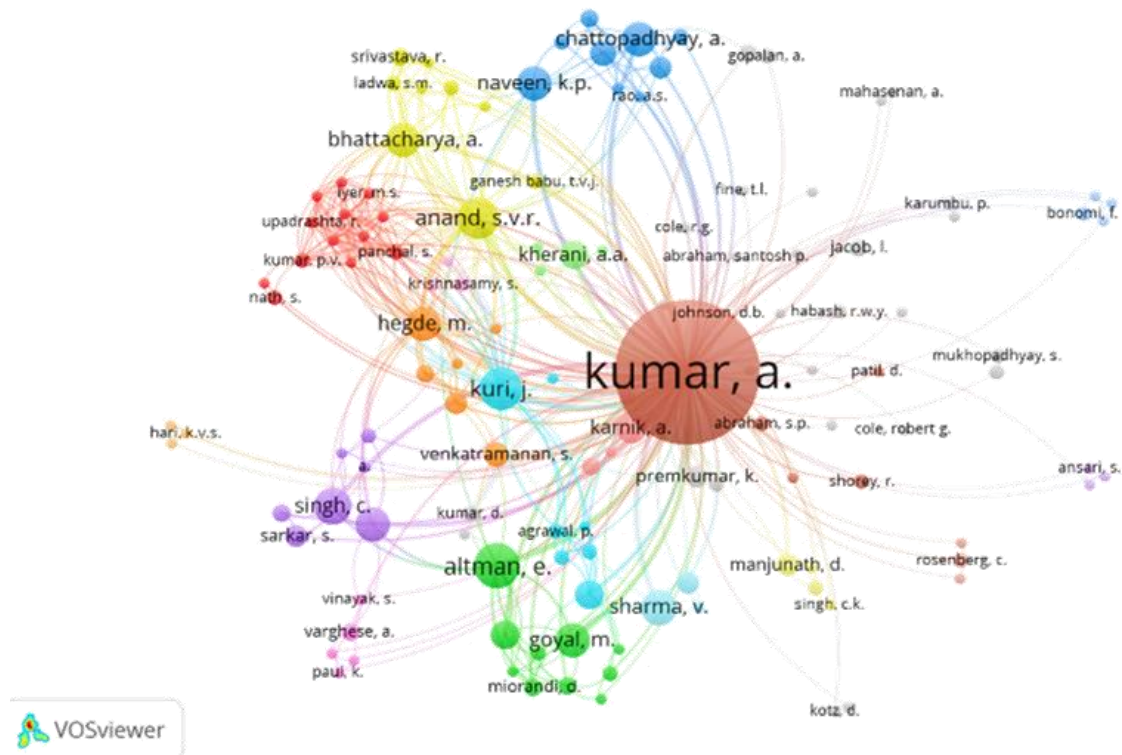 chattopadhyay, a.
srivastava, r.
gopalan, a.
ladwa, s.m.
naveen, k.p.
rao, a.s.
mahasenan, a.
bhattacharya, a.
ganesh babu, t.v.j.
iyer, m.s.
fine, t.l.
karumbu, p.
bonomi, f.
upadrashta, r.
anand, s.v.r.
cole, r.g.
kumar, p.v.
panchal, s.
kherani, a.a.
abraham, santosh p.
jacob, l.
krishnasamy, s.
nath, s.
hegde, m.
johnson, d.b.
habash, r.w.y.
kumar, a.
mukhopadhyay, s.
patil, d.
kuri, j.
hari, k.v.s.
karnik, a.
abraham, s.p.
cole, robert g.
venkatramanan, s.
premkumar, k.
shorey, r.
ansari, s.
singh, c.
kumar, d.
sarkar, s.
agrawal, p.
altman, e.
manjunath, d.
rosenberg, c.
vinayak, s.
sharma, v.
singh, c.k.
varghese, a.
goyal, m.
paul, k.
miorandi, d.
kotz, d.
VOSviewer